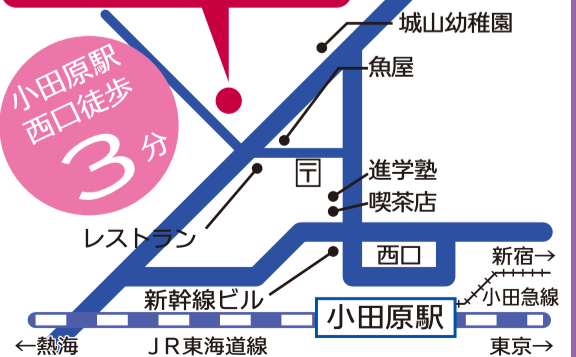 城山幼稚園
魚屋
小田原駅
西口徒歩
3分
〒
進学塾
喫茶店
レストラン
西口
新宿→
新幹線ビル
小田急線
小田原駅
←熱海
JR東海道線
東京→